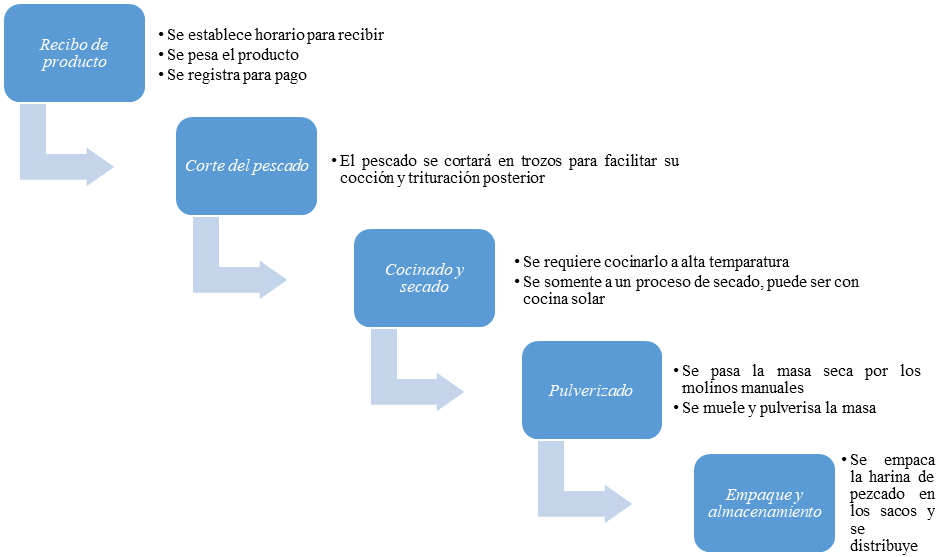 Recibo de
producto
• Se establece horario para recibir
• Se pesa el producto
• Se registra para pago
Corte del pescado
• El pescado se cortará en trozos para facilitar su
cocción y trituración posterior
Cocinado y
secado
• Se requiere cocinarlo a alta temparatura
• Se somente a un proceso de secado, puede ser con
cocina solar
Pulverizado
• Se pasa la masa seca por los
molinos manuales
• Se muele y pulverisa la masa
Empaque y
almacenamiento
• Se empaca
la harina de
pezcado en
los sacos y
se
distribuye